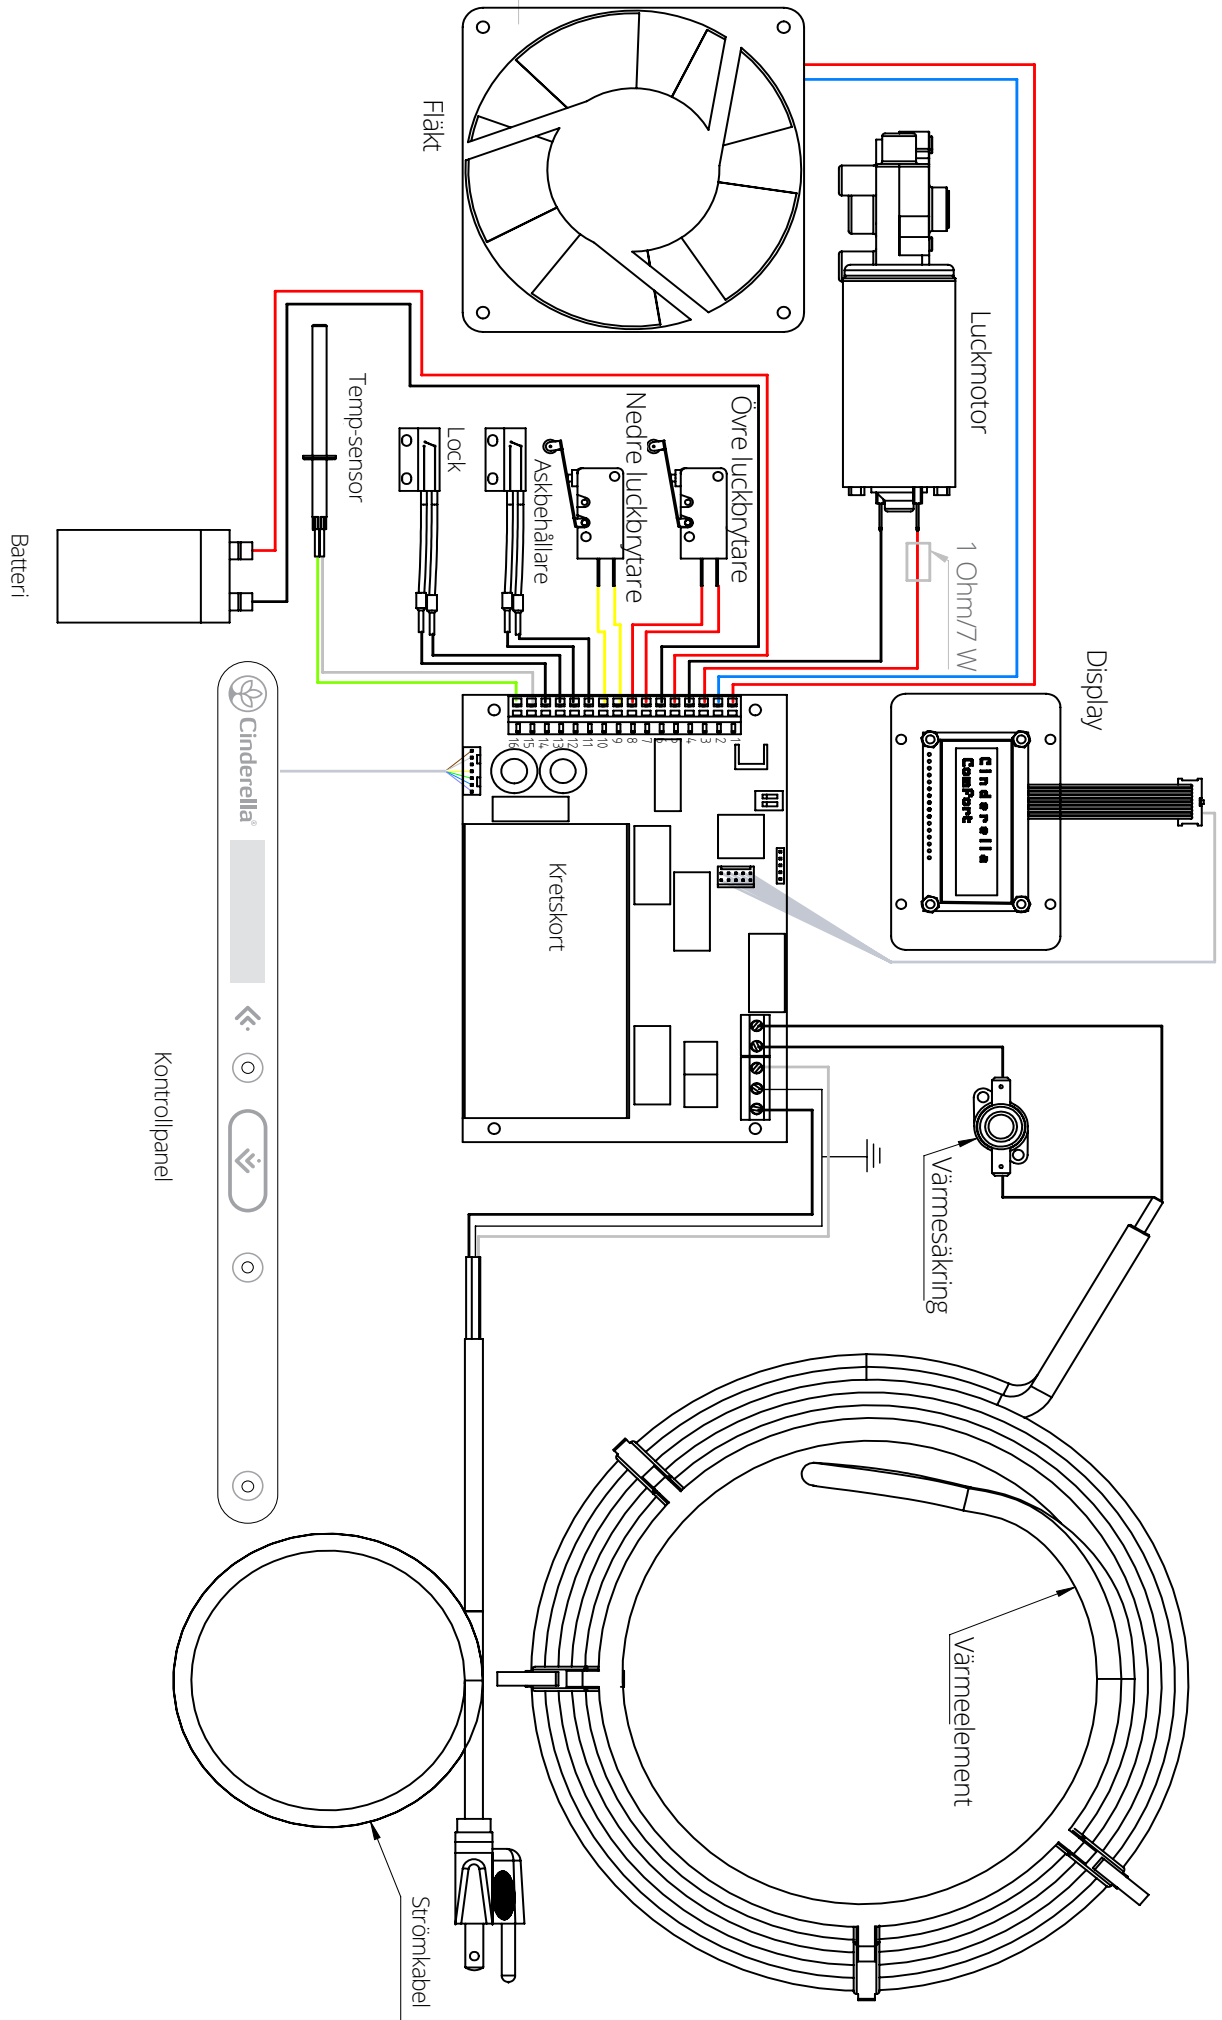 Fläkt
Luckmotor
1 Ohm/7 W
Display
Cinderella
Comfort
Övre luckbrytare
Nedre luckbrytare
Askbehållare
Lock
Temp-sensor
Batteri
1
2
3
4
5
6
7
8
9
10
11
12
13
14
15
16
Kretskort
Cinderella®
Kontrollpanel
Värmesäkring
Värmeelement
Strömkabel